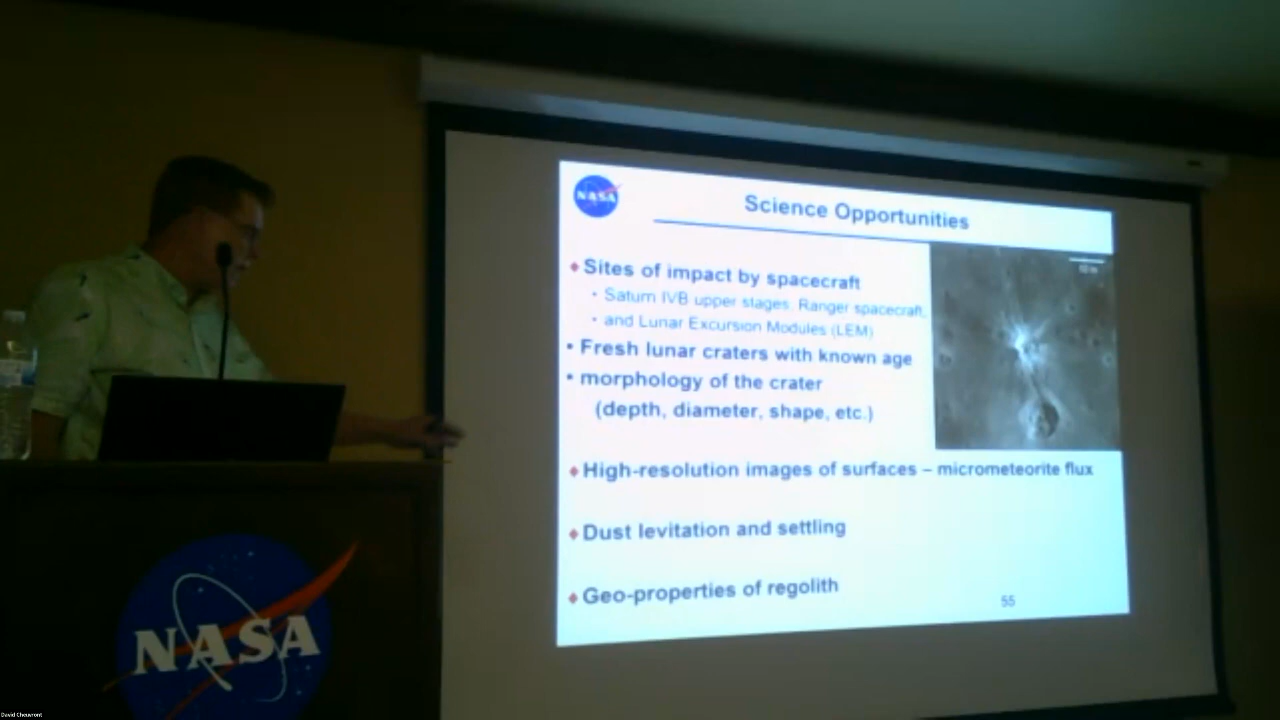 NASA
Science Opportunities
Sites of impact by spacecraft
• Saturn IVB upper stages, Ranger spacecraft,
• and Lunar Excursion Modules (LEM)
• Fresh lunar craters with known age
• morphology of the crater
(depth, diameter, shape, etc.)
High-resolution images of surfaces – micrometeorite flux
Dust levitation and settling
Geo-properties of regolith
55
NASA
David Cheuvront